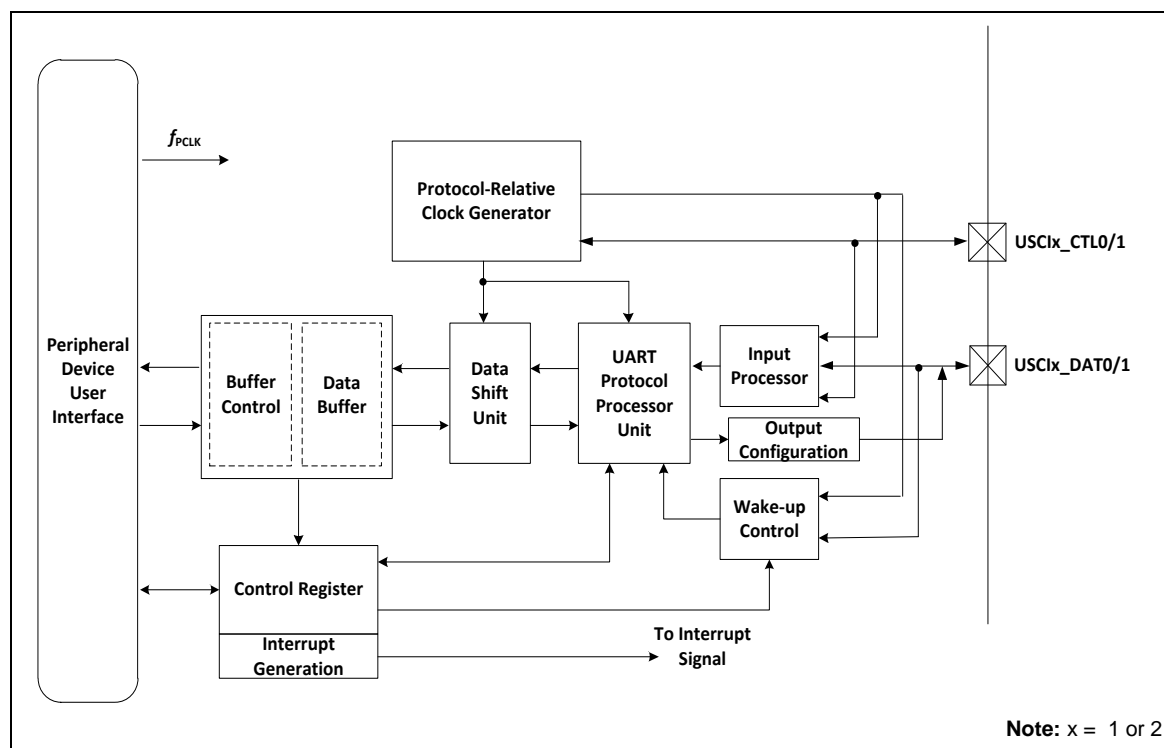 fPCLK
Protocol-Relative
Clock Generator
USCIx_CTL0/1
Peripheral
Device
User
Interface
Buffer
Control
Data
Buffer
Data
Shift
Unit
UART
Protocol
Processor
Unit
Input
Processor
USCIx_DAT0/1
Output
Configuration
Wake-up
Control
Control Register
Interrupt
Generation
To Interrupt
Signal
Note: x = 1 or 2